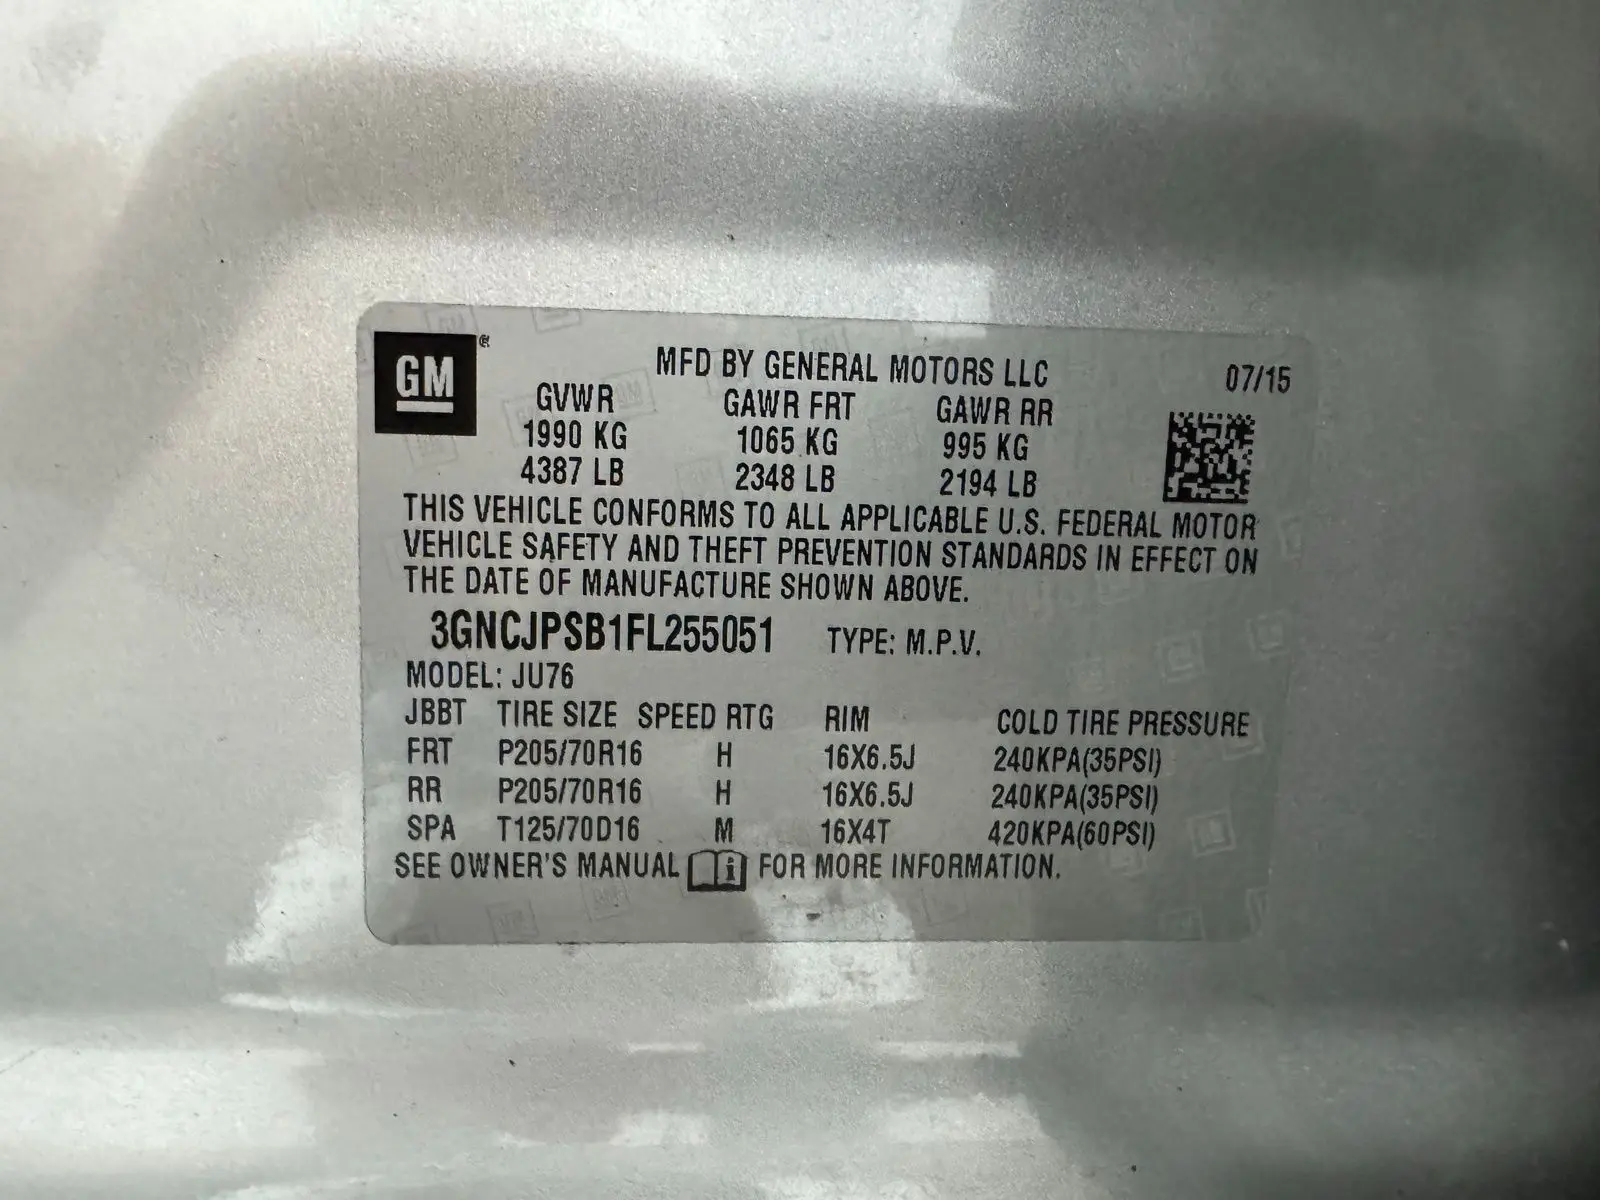 GM
MFD BY GENERAL MOTORS LLC 07/15
GVWR GAWR FRT GAWR RR
1990 KG 1065 KG 995 KG
4387 LB 2348 LB 2194 LB
THIS VEHICLE CONFORMS TO ALL APPLICABLE U.S. FEDERAL MOTOR
VEHICLE SAFETY AND THEFT PREVENTION STANDARDS IN EFFECT ON
THE DATE OF MANUFACTURE SHOWN ABOVE.
3GNCJPSB1FL255051 TYPE: M.P.V.
MODEL: JU76
JBBT TIRE SIZE SPEED RTG RIM COLD TIRE PRESSURE
FRT P205/70R16 H 16X6.5J 240KPA(35PSI)
RR P205/70R16 H 16X6.5J 240KPA(35PSI)
SPA T125/70D16 M 16X4T 420KPA(60PSI)
SEE OWNER'S MANUAL i FOR MORE INFORMATION.